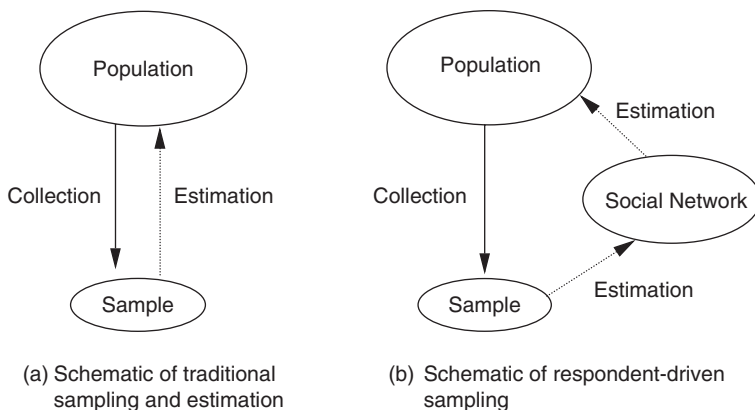 Population
Collection
Estimation
Sample
(a) Schematic of traditional
sampling and estimation
Population
Estimation
Collection
Social Network
Sample
Estimation
(b) Schematic of respondent-driven
sampling